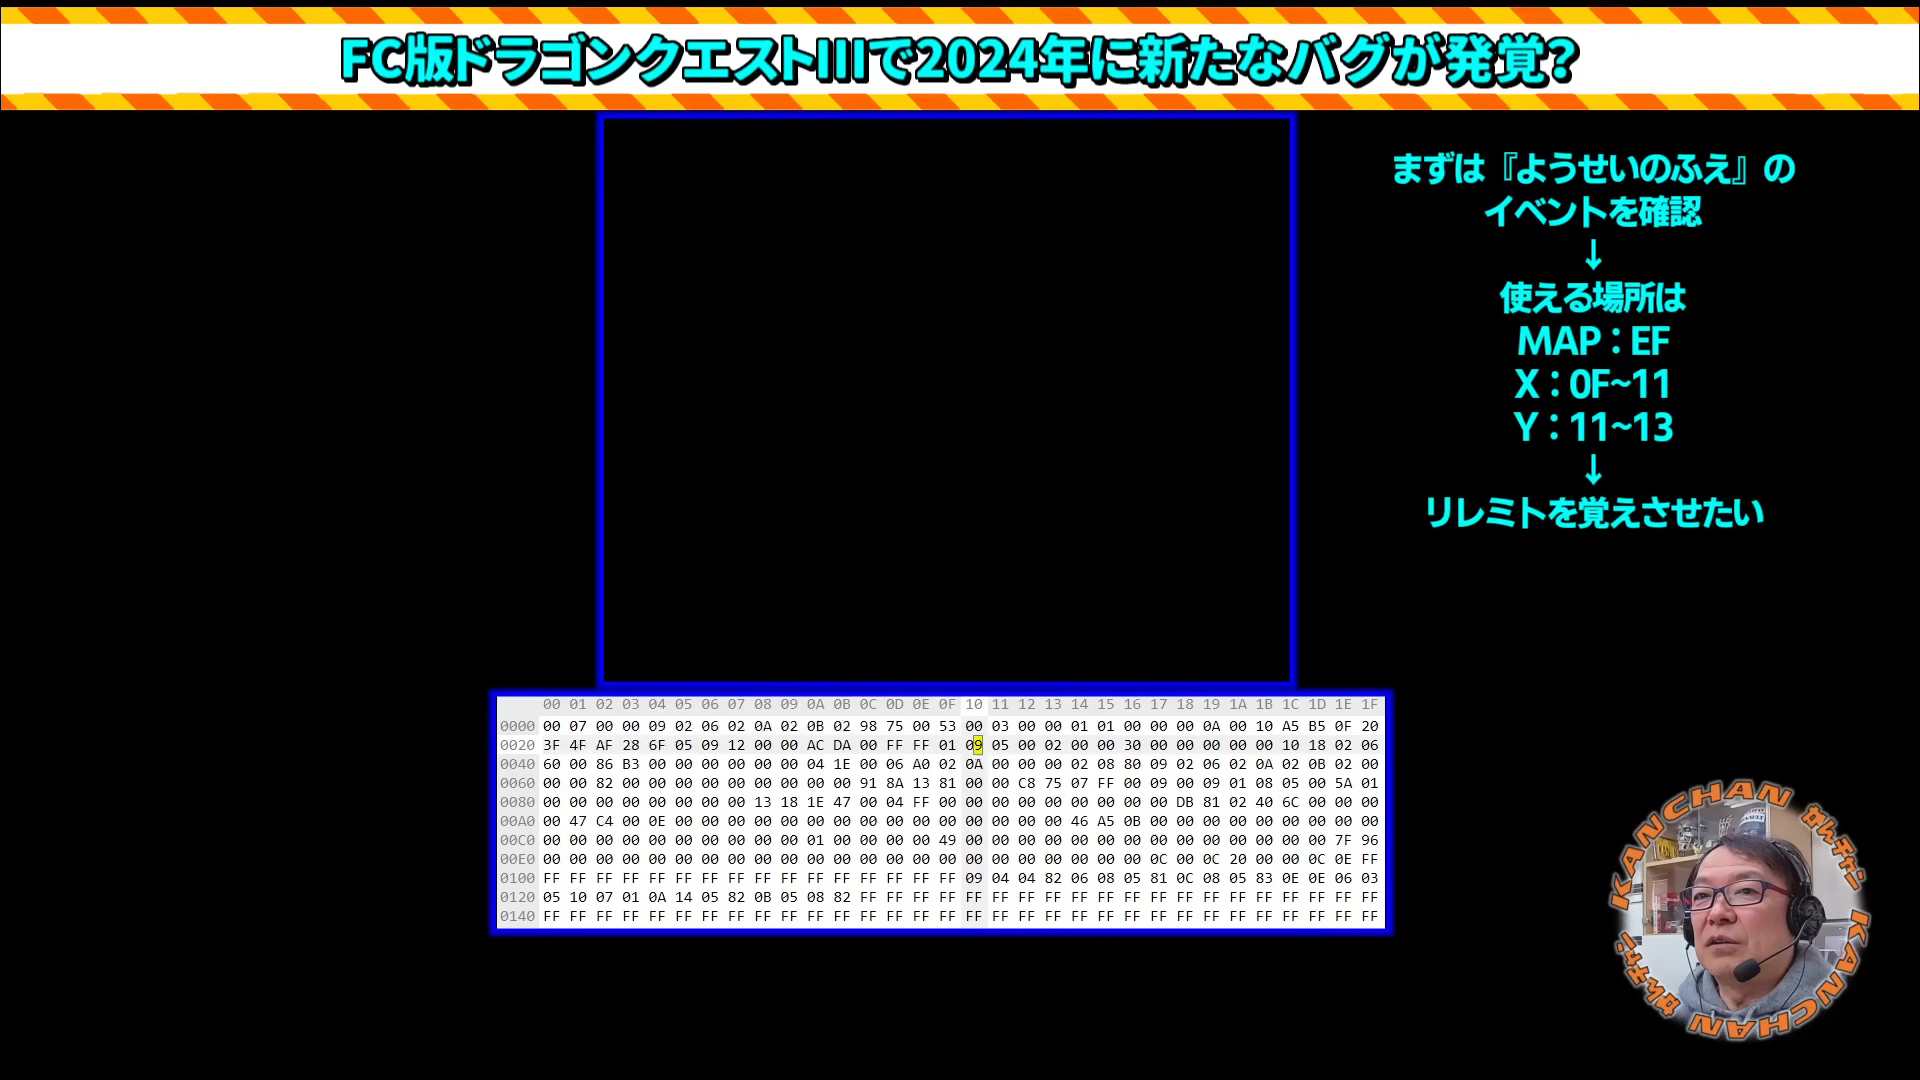 FC版ドラゴンクエストIIIで2024年に新たなバグが発覚？
まずは『ようせいのふえ』の
イベントを確認
↓
使える場所は
MAP：EF
X：0F~11
Y：11~13
↓
リレミトを覚えさせたい
00 01 02 03 04 05 06 07 08 09 0A 0B 0C 0D 0E 0F 10 11 12 13 14 15 16 17 18 19 1A 1B 1C 1D 1E 1F
0000 00 07 00 00 09 02 06 02 0A 02 0B 02 98 75 00 53 00 03 00 00 01 01 00 00 00 0A 00 10 A5 B5 0F 20
0020 3F 4F AF 28 6F 05 09 12 00 00 AC DA 00 FF FF 01 09 05 00 02 00 00 30 00 00 00 00 00 10 18 02 06
0040 60 00 86 B3 00 00 00 00 00 00 04 1E 00 06 A0 02 0A 00 00 00 02 08 80 09 02 06 02 0A 02 0B 02 00
0060 00 00 82 00 00 00 00 00 00 00 00 00 91 8A 13 81 00 00 C8 75 07 FF 00 09 00 09 01 08 05 00 5A 01
0080 00 00 00 00 00 00 00 00 13 18 1E 47 00 04 FF 00 00 00 00 00 00 00 00 00 DB 81 02 40 6C 00 00 00
00A0 00 47 C4 00 0E 00 00 00 00 00 00 00 00 00 00 00 00 00 00 00 46 A5 0B 00 00 00 00 00 00 00 00 00
00C0 00 00 00 00 00 00 00 00 00 00 01 00 00 00 00 49 00 00 00 00 00 00 00 00 00 00 00 00 00 00 7F 96
00E0 00 00 00 00 00 00 00 00 00 00 00 00 00 00 00 00 00 00 00 00 00 00 00 0C 00 0C 20 00 00 0C 0E FF
0100 FF FF FF FF FF FF FF FF FF FF FF FF FF FF FF FF 09 04 04 82 06 08 05 81 0C 08 05 83 0E 0E 06 03
0120 05 10 07 01 0A 14 05 82 0B 05 08 82 FF FF FF FF FF FF FF FF FF FF FF FF FF FF FF FF FF FF FF FF
0140 FF FF FF FF FF FF FF FF FF FF FF FF FF FF FF FF FF FF FF FF FF FF FF FF FF FF FF FF FF FF FF FF
KANCHAN かんチャン KANCHAN かんチャン